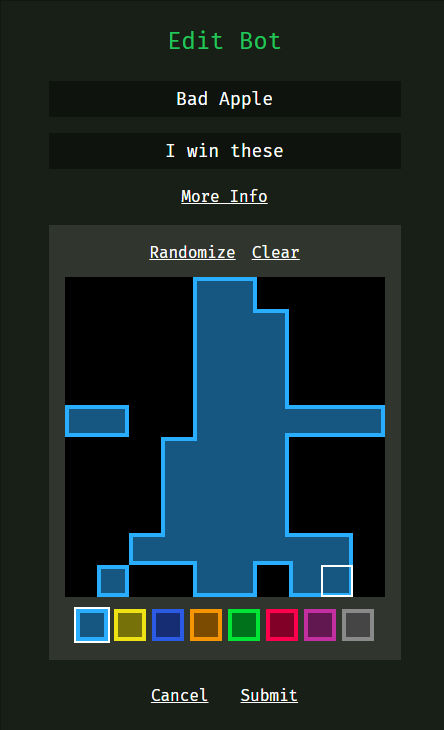 Edit Bot
Bad Apple
I win these
More Info
Randomize Clear
Cancel Submit